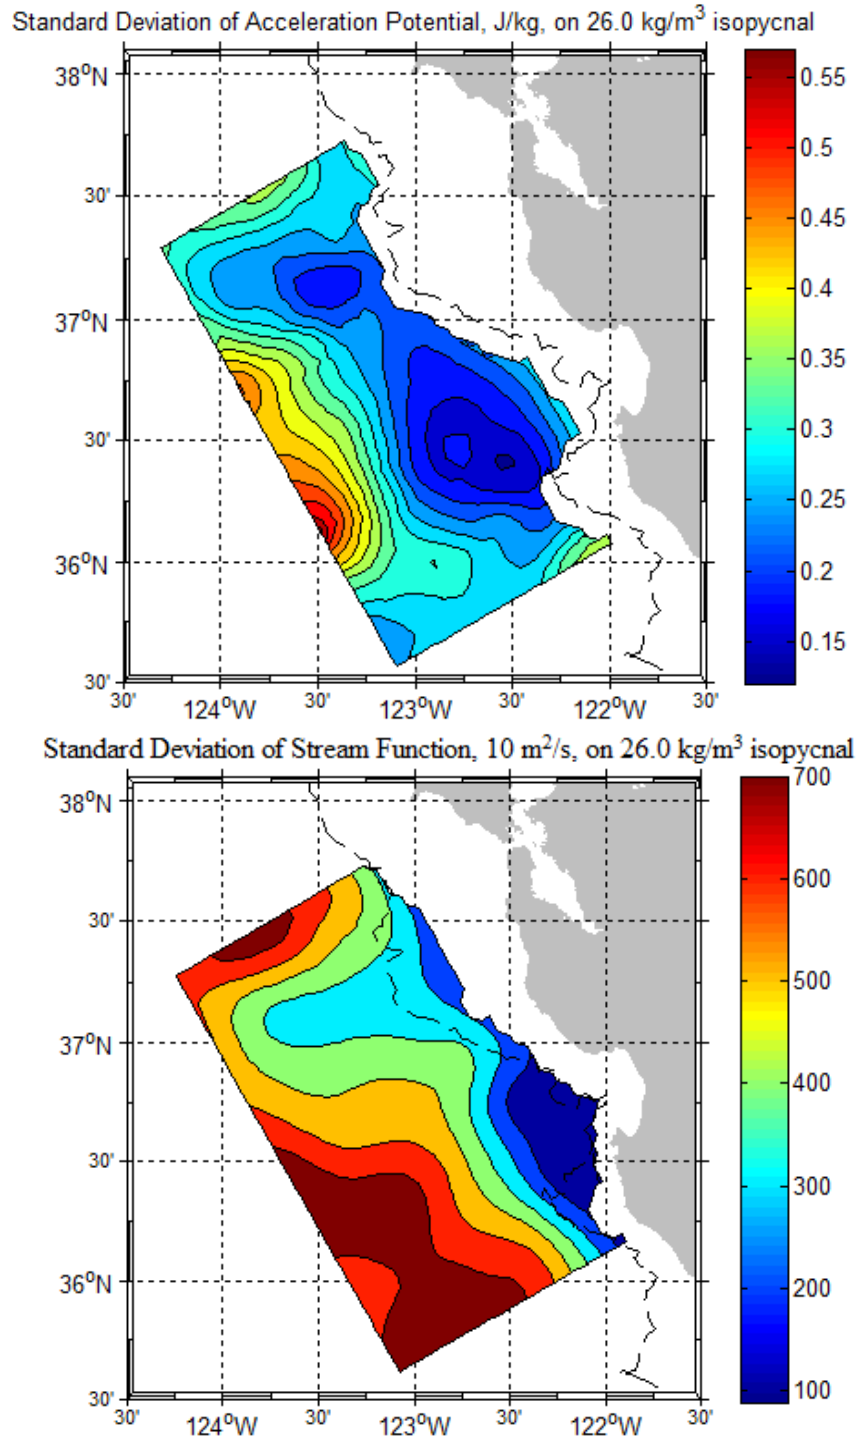 Standard Deviation of Acceleration Potential, J/kg, on 26.0 kg/m³ isopycnal
38°N
30'
37°N
30'
36°N
30'
30'
124°W
30'
123°W
30'
122°W
30'
0.55
0.5
0.45
0.4
0.35
0.3
0.25
0.2
0.15
Standard Deviation of Stream Function, 10 m²/s, on 26.0 kg/m³ isopycnal
38°N
30'
37°N
30'
36°N
30'
30'
124°W
30'
123°W
30'
122°W
30'
700
600
500
400
300
200
100